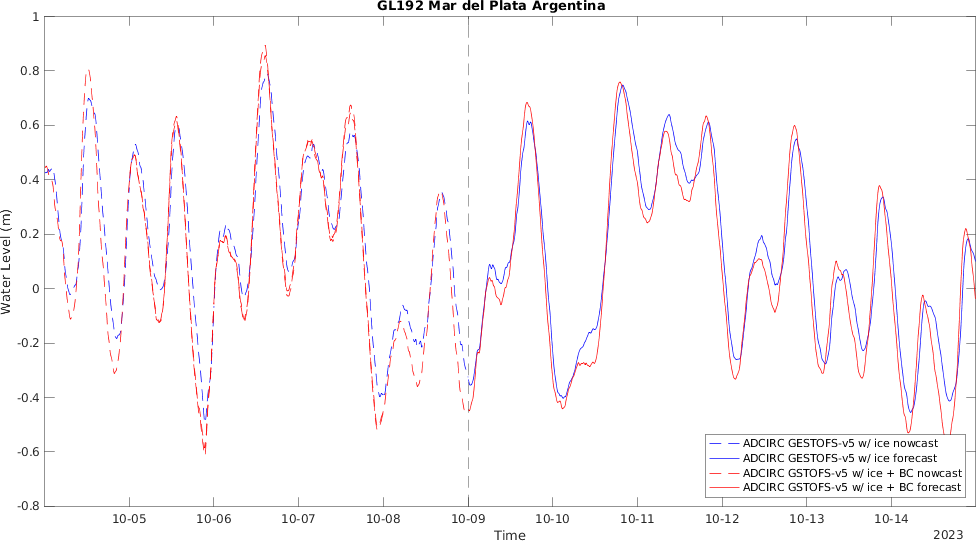 GL192 Mar del Plata Argentina
1
0.8
0.6
0.4
0.2
0
-0.2
-0.4
-0.6
-0.8
Water Level (m)
ADCIRC GESTOFS-v5 w/ ice nowcast
ADCIRC GESTOFS-v5 w/ ice forecast
ADCIRC GSTOFS-v5 w/ ice + BC nowcast
ADCIRC GSTOFS-v5 w/ ice + BC forecast
10-05 10-06 10-07 10-08 10-09 10-10 10-11 10-12 10-13 10-14
Time
2023